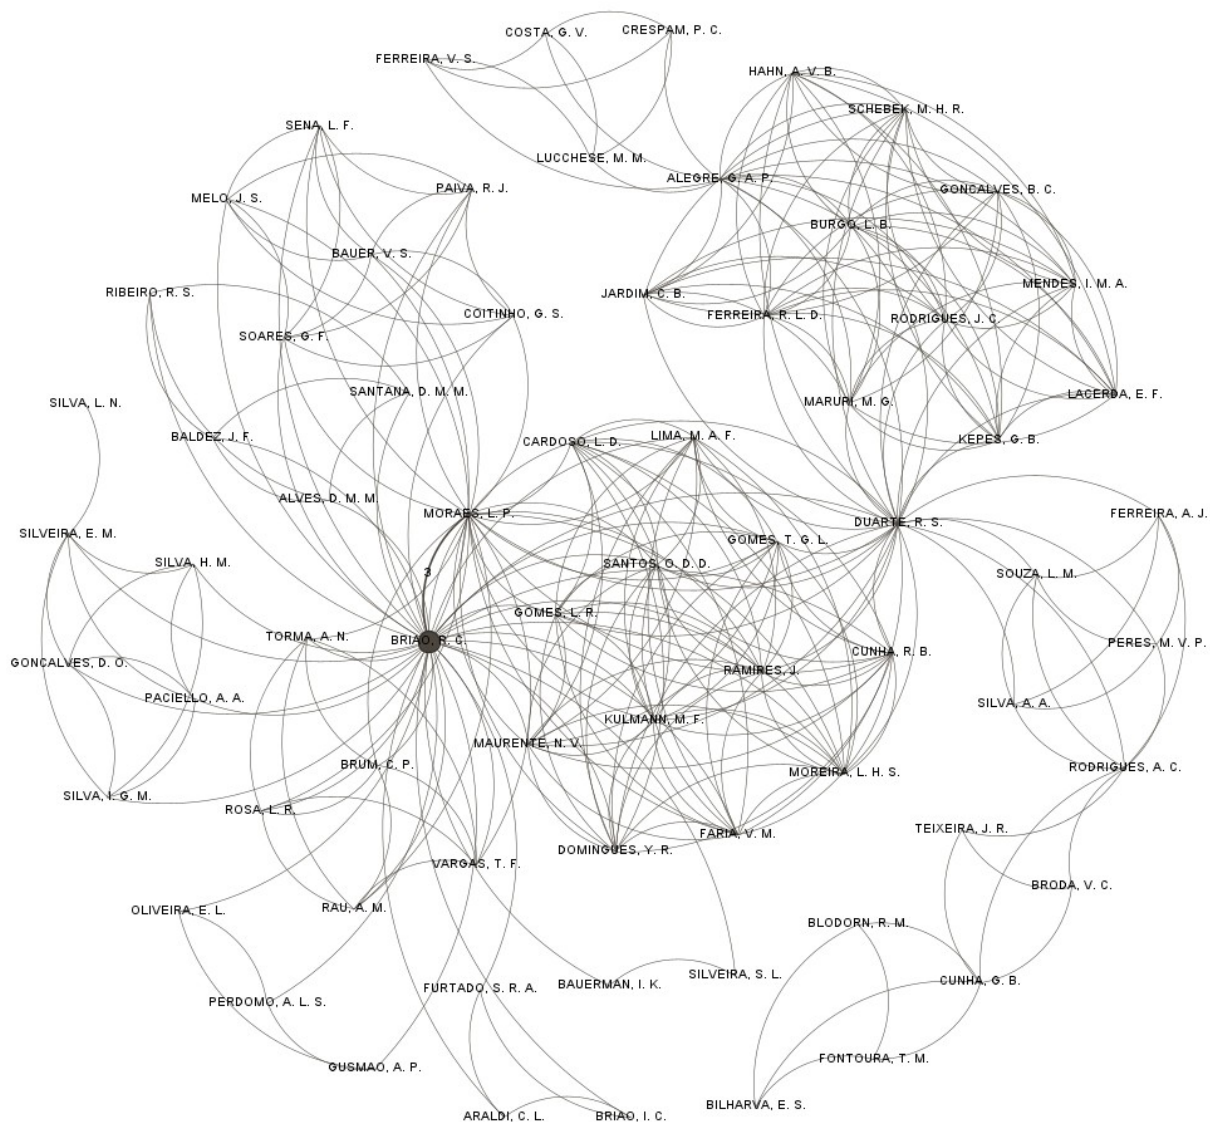 COSTA, G. V.
CRESPAM, P. C.
FERREIRA, V. S.
HAHN, A. V. B.
SCHEBEK, M. H. R.
SENA, L. F.
LUCCHESE, M. M.
ALEGRE, G. A. P.
PAIVA, R. J.
GONCALVES, B. C.
MELO, J. S.
BURGO, L. B.
BAUER, V. S.
MENDES, I. M. A.
RIBEIRO, R. S.
JARDIM, C. B.
COITINHO, G. S.
FERREIRA, R. L. D.
RODRIGUES, J. C.
SOARES, G. F.
SANTANA, D. M. M.
LACERDA, E. F.
SILVA, L. N.
MARUPI, M. G.
BALDEZ, J. F.
CARDOSO, L. D.
LIMA, M. A. F.
KEPES, G. B.
ALVES, D. M. M.
MORAES, L. P.
DUARTE, R. S.
FERREIRA, A. J.
SILVEIRA, E. M.
GOMES, T. G. L.
SILVA, H. M.
SANTOS, O. D. D.
3
SOUZA, L. M.
GOMES, L. R.
TORMA, A. N.
BRIAO, R. C.
PERES, M. V. P.
CUNHA, R. B.
GONCALVES, D. O.
RAMIRES, J.
PACIELLO, A. A.
SILVA, A. A.
KULMANN, M. F.
MAURENTE, N. V.
BRUM, C. P.
MOREIRA, L. H. S.
RODRIGUES, A. C.
SILVA, I. G. M.
ROSA, L. R.
FARIA, V. M.
TEIXEIRA, J. R.
DOMINGUES, Y. R.
VARGAS, T. F.
BRODA, V. C.
OLIVEIRA, E. L.
RAU, A. M.
BLODORN, R. M.
SILVEIRA, S. L.
CUNHA, G. B.
BAUERMAN, I. K.
FURTADO, S. R. A.
PERDOMO, A. L. S.
FONTOURA, T. M.
GUSMAO, A. P.
BILHARVA, E. S.
ARALDI, C. L.
BRIAO, I. C.